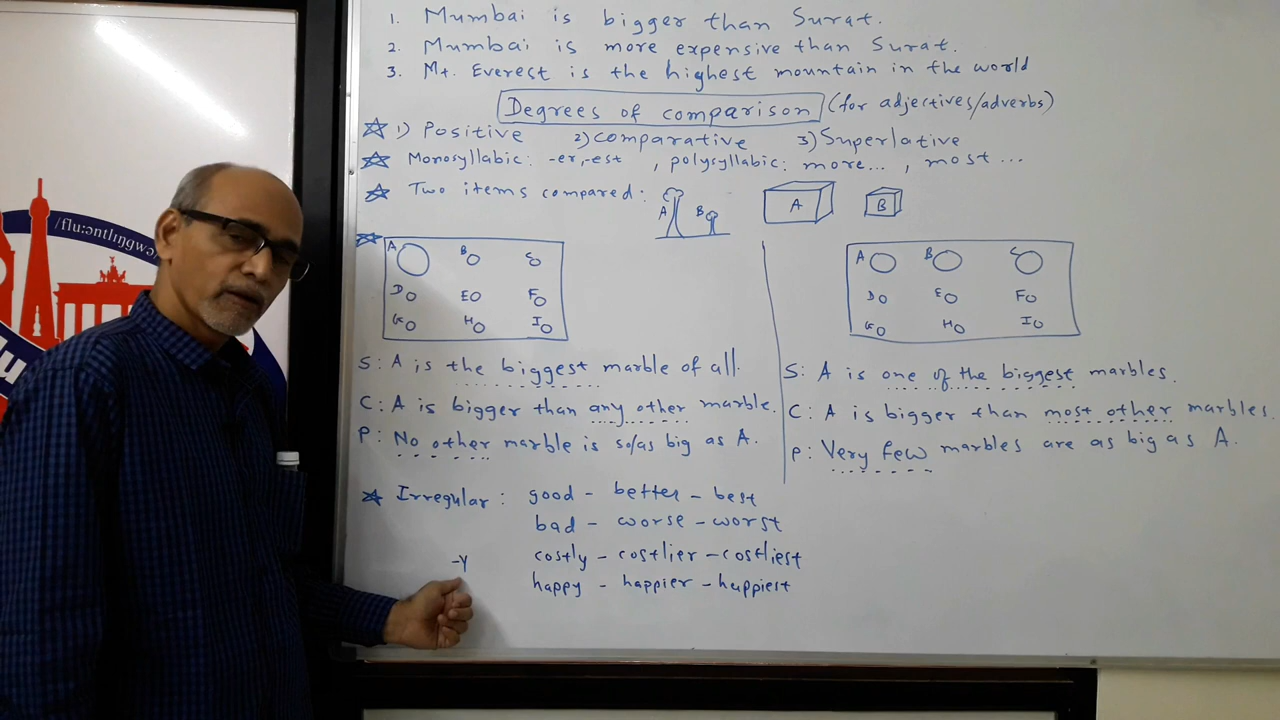 1. Mumbai is bigger than Surat.
2. Mumbai is more expensive than Surat.
3. Mt. Everest is the highest mountain in the world
Degrees of comparison (for adjectives/adverbs)
1) Positive 2) comparative 3) Superlative
Monosyllabic: -er,-est , polysyllabic: more... , most...
Two items compared: A B A B
A B C
D E F
G H I
A B C
D E F
G H I
S: A is the biggest marble of all.
C: A is bigger than any other marble.
P: No other marble is so/as big as A.
S: A is one of the biggest marbles.
C: A is bigger than most other marbles.
P: Very few marbles are as big as A.
Irregular: good - better - best
bad - worse - worst
-y costly - costlier - costliest
happy - happier - happiest
/flu:əntlɪŋgwə
u